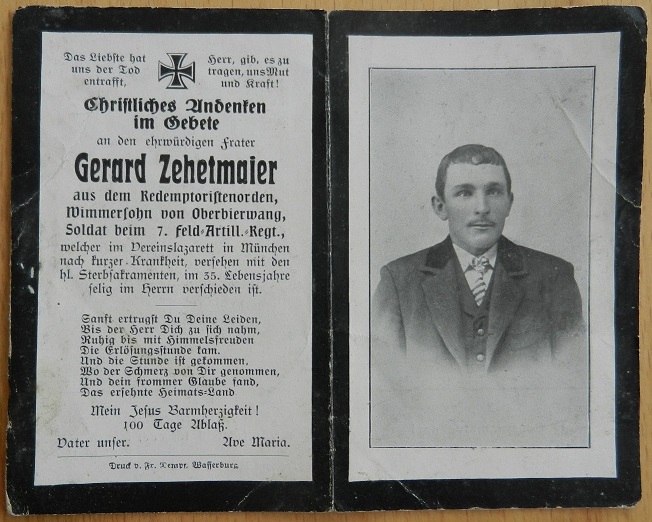 Das Liebste hat
uns der Tod
entrafft.
Herr, gib, es zu
tragen, uns Mut
und Kraft!
Christliches Andenken
im Gebete
an den ehrwürdigen Frater
Gerard Zehetmaier
aus dem Redemptoristenorden,
Wimmersohn von Oberbierwang,
Soldat beim 7. Feld-Artill.-Regt.,
welcher im Vereinslazarett in München
nach kurzer Krankheit, versehen mit den
hl. Sterbsakramenten, im 35. Lebensjahre
selig im Herrn verschieden ist.
Sanft ertrugst Du Deine Leiden,
Bis der Herr Dich zu sich nahm,
Ruhig bis mit Himmelsfreuden
Die Erlösungsstunde kam.
Und die Stunde ist gekommen,
Wo der Schmerz von Dir genommen,
Und dein frommer Glaube fand,
Das ersehnte Heimats-Land
Mein Jesus Barmherzigkeit!
100 Tage Ablaß.
Vater unser. Ave Maria.
Druck v. Fr. Dempf, Wasserburg